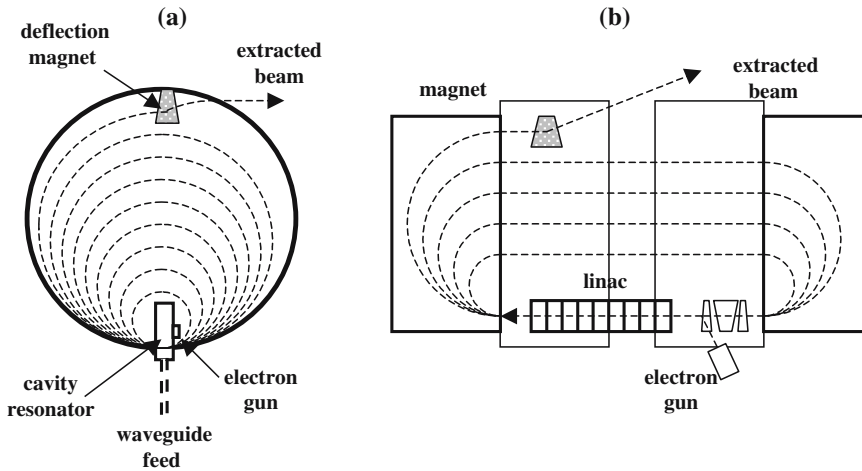 (a)
deflection
magnet
extracted
beam
cavity
resonator
electron
gun
waveguide
feed
(b)
magnet
extracted
beam
linac
electron
gun